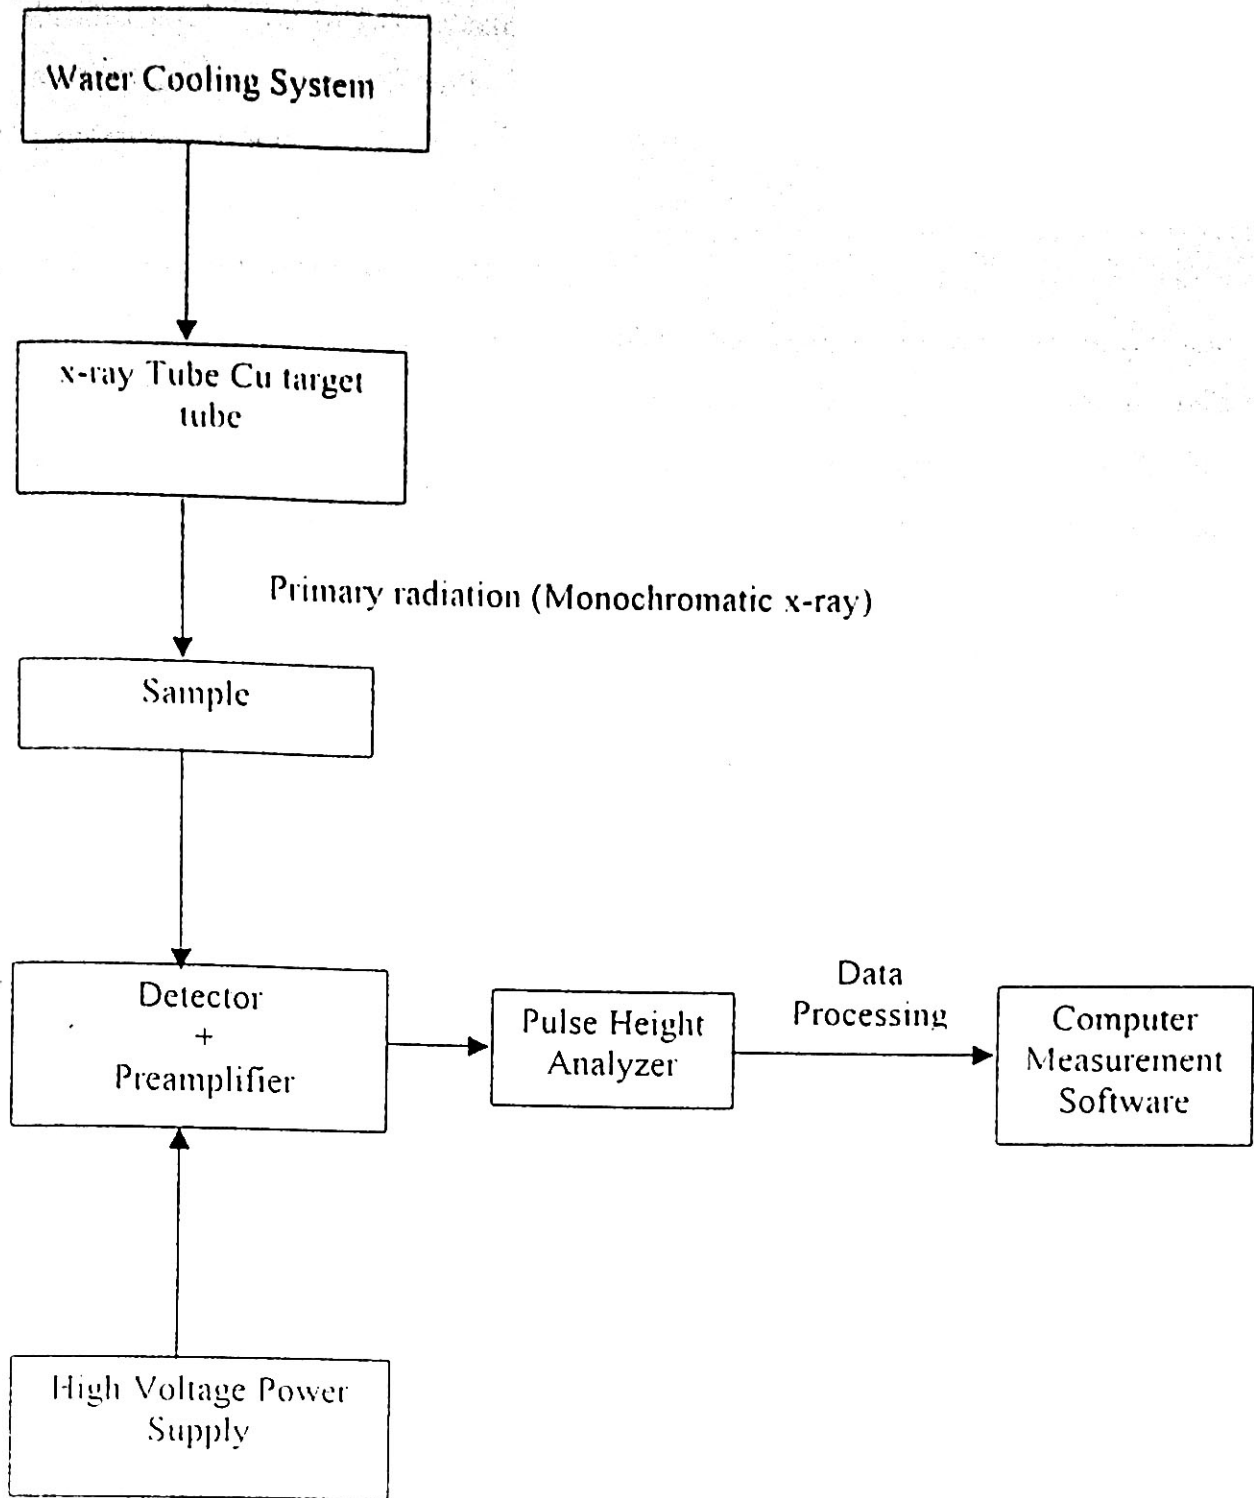 Water Cooling System
x-ray Tube Cu target
tube
Primary radiation (Monochromatic x-ray)
Sample
Detector
+
Preamplifier
Pulse Height
Analyzer
Data
Processing
Computer
Measurement
Software
High Voltage Power
Supply